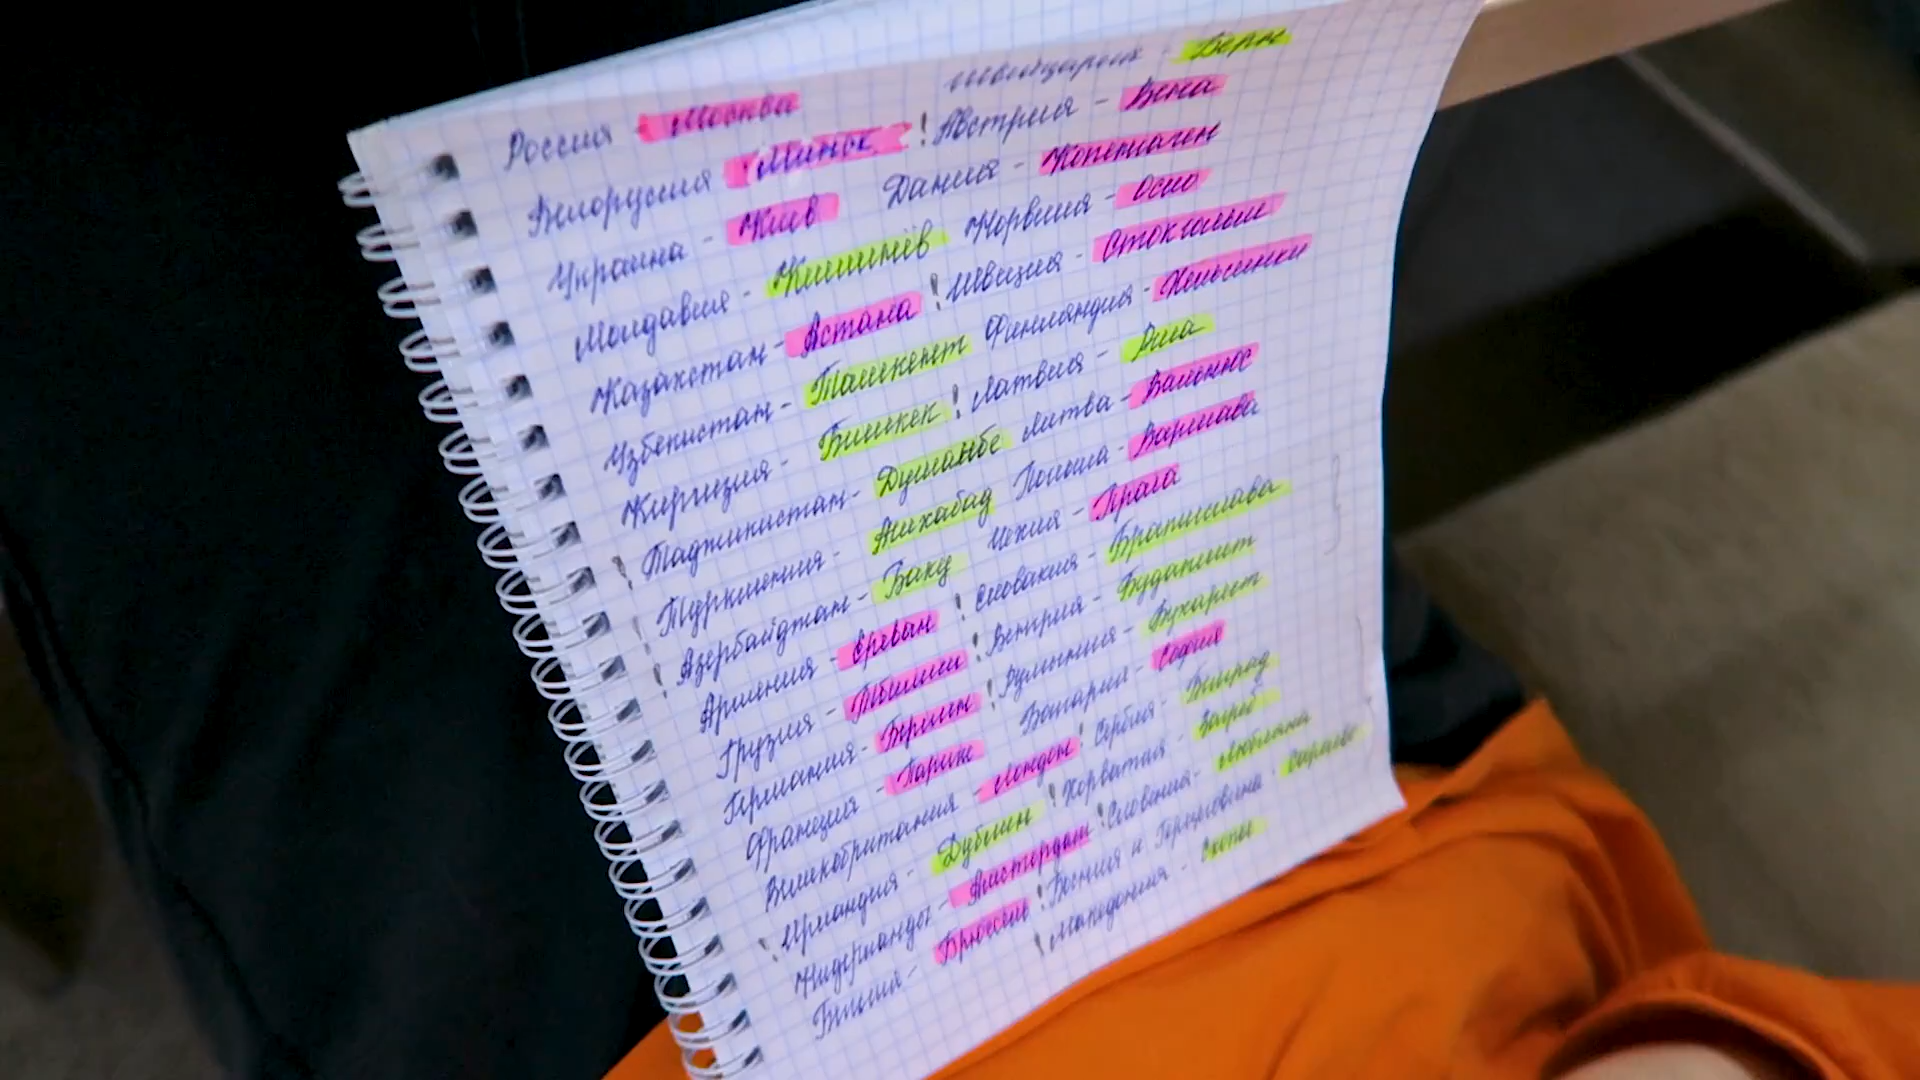 Россия - Москва
Белоруссия - Минск
Украина - Киев
Молдавия - Кишинёв
Казахстан - Астана
Узбекистан - Ташкент
Киргизия - Бишкек
! Таджикистан - Душанбе
! Туркмения - Ашхабад
! Азербайджан - Баку
Армения - Ереван
Грузия - Тбилиси
Германия - Берлин
Франция - Париж
Великобритания - Лондон
! Ирландия - Дублин
Нидерланды - Амстердам
Бельгия - Брюссель
Швейцария - Берн
! Австрия - Вена
Дания - Копенгаген
Норвегия - Осло
! Швеция - Стокгольм
Финляндия - Хельсинки
! Латвия - Рига
Литва - Вильнюс
Польша - Варшава
Чехия - Прага
! Словакия - Братислава
! Венгрия - Будапешт
! Румыния - Бухарест
Болгария - София
! Сербия - Белград
! Хорватия - Загреб
! Словения - Любляна
! Босния и Герцеговина - Сараево
! Македония - Скопье